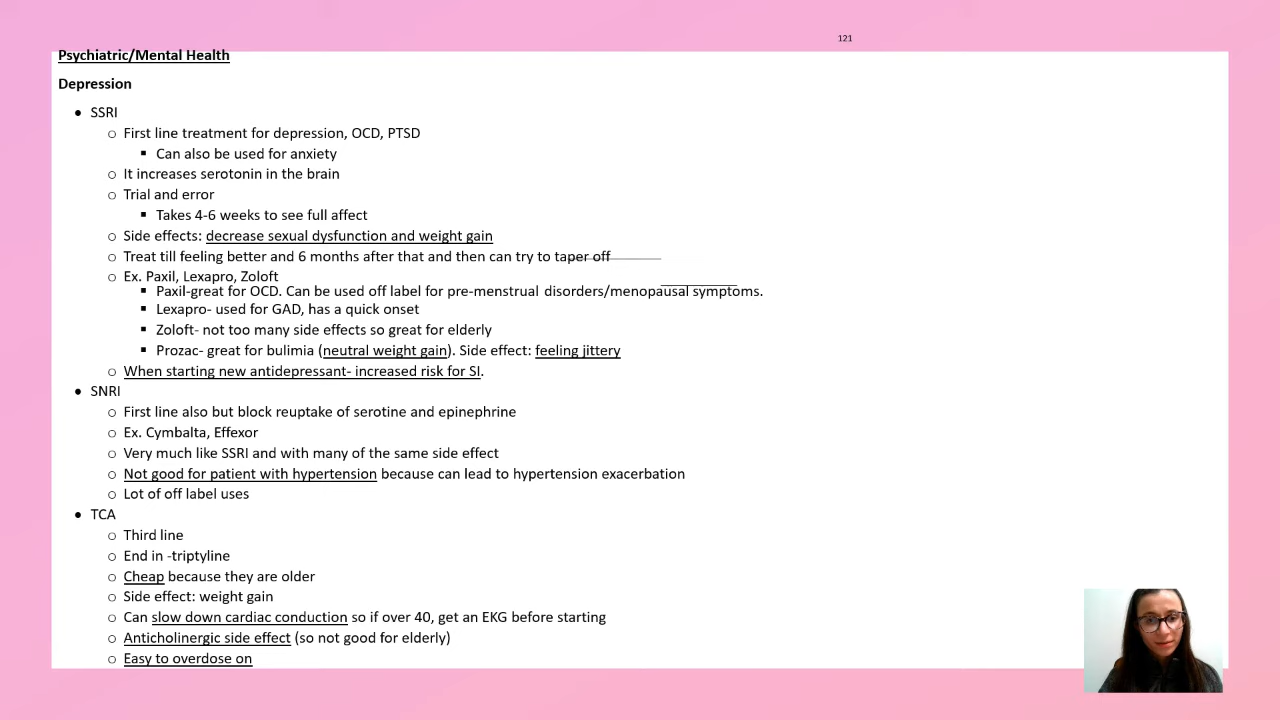 121
Psychiatric/Mental Health
Depression
• SSRI
o First line treatment for depression, OCD, PTSD
▪ Can also be used for anxiety
o It increases serotonin in the brain
o Trial and error
▪ Takes 4-6 weeks to see full affect
o Side effects: decrease sexual dysfunction and weight gain
o Treat till feeling better and 6 months after that and then can try to taper off
o Ex. Paxil, Lexapro, Zoloft
▪ Paxil-great for OCD. Can be used off label for pre-menstrual disorders/menopausal symptoms.
▪ Lexapro- used for GAD, has a quick onset
▪ Zoloft- not too many side effects so great for elderly
▪ Prozac- great for bulimia (neutral weight gain). Side effect: feeling jittery
o When starting new antidepressant- increased risk for SI.
• SNRI
o First line also but block reuptake of serotine and epinephrine
o Ex. Cymbalta, Effexor
o Very much like SSRI and with many of the same side effect
o Not good for patient with hypertension because can lead to hypertension exacerbation
o Lot of off label uses
• TCA
o Third line
o End in -triptyline
o Cheap because they are older
o Side effect: weight gain
o Can slow down cardiac conduction so if over 40, get an EKG before starting
o Anticholinergic side effect (so not good for elderly)
o Easy to overdose on